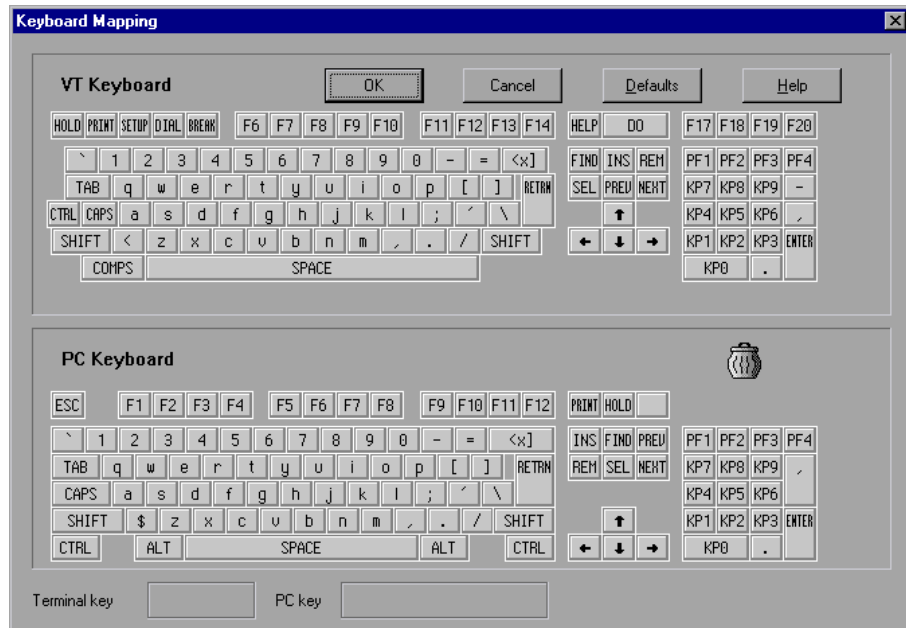 Keyboard Mapping
VT Keyboard OK Cancel Defaults Help
HOLD PRINT SETUP DIAL BREAK F6 F7 F8 F9 F10 F11 F12 F13 F14 HELP DO F17 F18 F19 F20
` 1 2 3 4 5 6 7 8 9 0 - = <x] FIND INS REM PF1 PF2 PF3 PF4
TAB q w e r t y u i o p [ ] RETRN SEL PREV NEXT KP7 KP8 KP9 -
CTRL CAPS a s d f g h j k l ; ´ \ ↑ KP4 KP5 KP6 ,
SHIFT < z x c v b n m , . / SHIFT ← ↓ → KP1 KP2 KP3 ENTER
COMPS SPACE KP0 .
PC Keyboard
ESC F1 F2 F3 F4 F5 F6 F7 F8 F9 F10 F11 F12 PRINT HOLD
` 1 2 3 4 5 6 7 8 9 0 - = <x] INS FIND PREV PF1 PF2 PF3 PF4
TAB q w e r t y u i o p [ ] RETRN REM SEL NEXT KP7 KP8 KP9 ,
CAPS a s d f g h j k l ; ´ \ KP4 KP5 KP6
SHIFT $ z x c v b n m , . / SHIFT ↑ KP1 KP2 KP3 ENTER
CTRL ALT SPACE ALT CTRL ← ↓ → KP0 .
Terminal key PC key